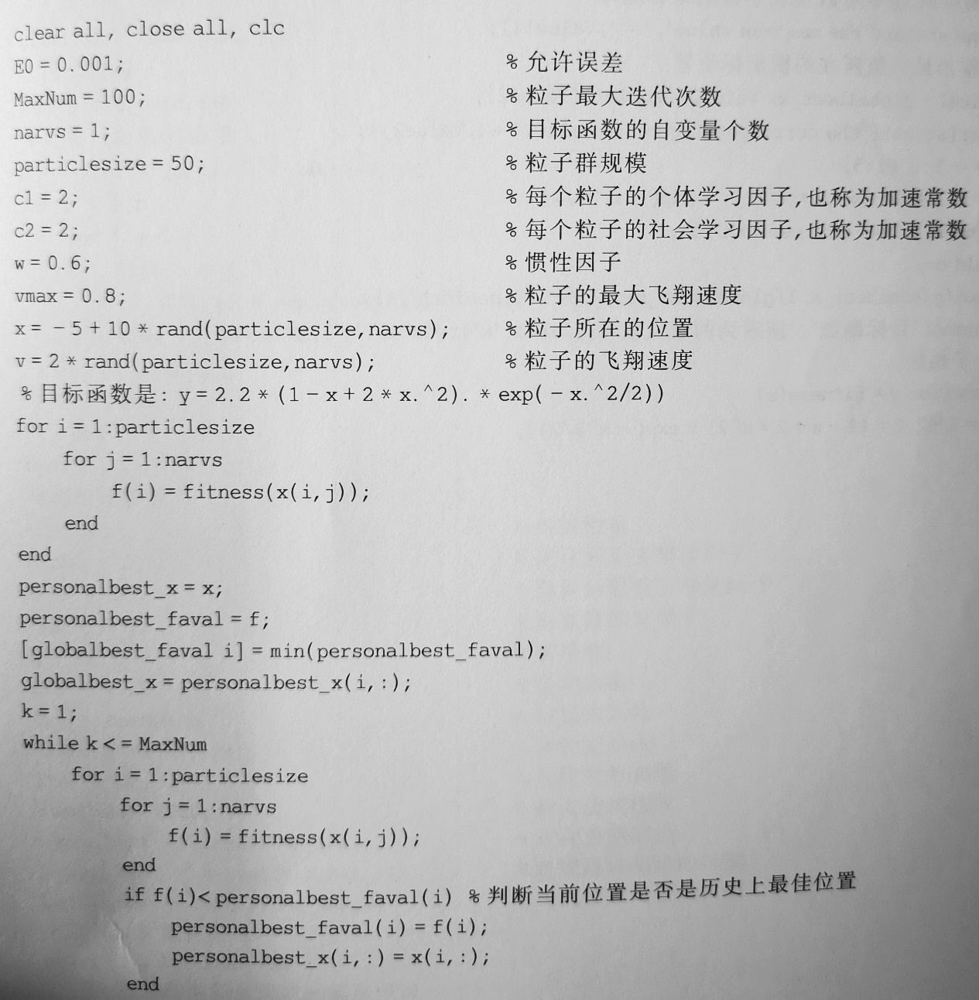 clear all, close all, clc
E0 = 0.001; % 允许误差
MaxNum = 100; % 粒子最大迭代次数
narvs = 1; % 目标函数的自变量个数
particlesize = 50; % 粒子群规模
c1 = 2; % 每个粒子的个体学习因子,也称为加速常数
c2 = 2; % 每个粒子的社会学习因子,也称为加速常数
w = 0.6; % 惯性因子
vmax = 0.8; % 粒子的最大飞翔速度
x = - 5 + 10 * rand(particlesize,narvs); % 粒子所在的位置
v = 2 * rand(particlesize,narvs); % 粒子的飞翔速度
% 目标函数是: y = 2.2 * (1 - x + 2 * x.^2). * exp( - x.^2/2))
for i = 1:particlesize
    for j = 1:narvs
        f(i) = fitness(x(i,j));
    end
end
personalbest_x = x;
personalbest_faval = f;
[globalbest_faval i] = min(personalbest_faval);
globalbest_x = personalbest_x(i,:);
k = 1;
while k < = MaxNum
    for i = 1:particlesize
        for j = 1:narvs
            f(i) = fitness(x(i,j));
        end
        if f(i)< personalbest_faval(i) % 判断当前位置是否是历史上最佳位置
            personalbest_faval(i) = f(i);
            personalbest_x(i,:) = x(i,:);
        end